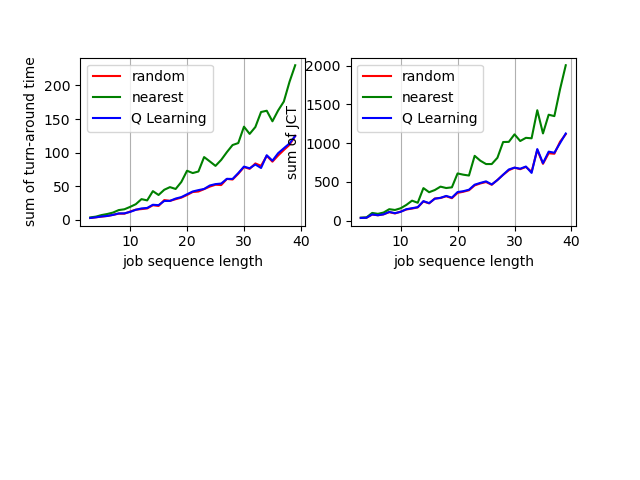 sum of turn-around time
200
150
100
50
0
random
nearest
Q Learning
10
20
30
40
job sequence length
sum of JCT
2000
1500
1000
500
0
random
nearest
Q Learning
10
20
30
40
job sequence length